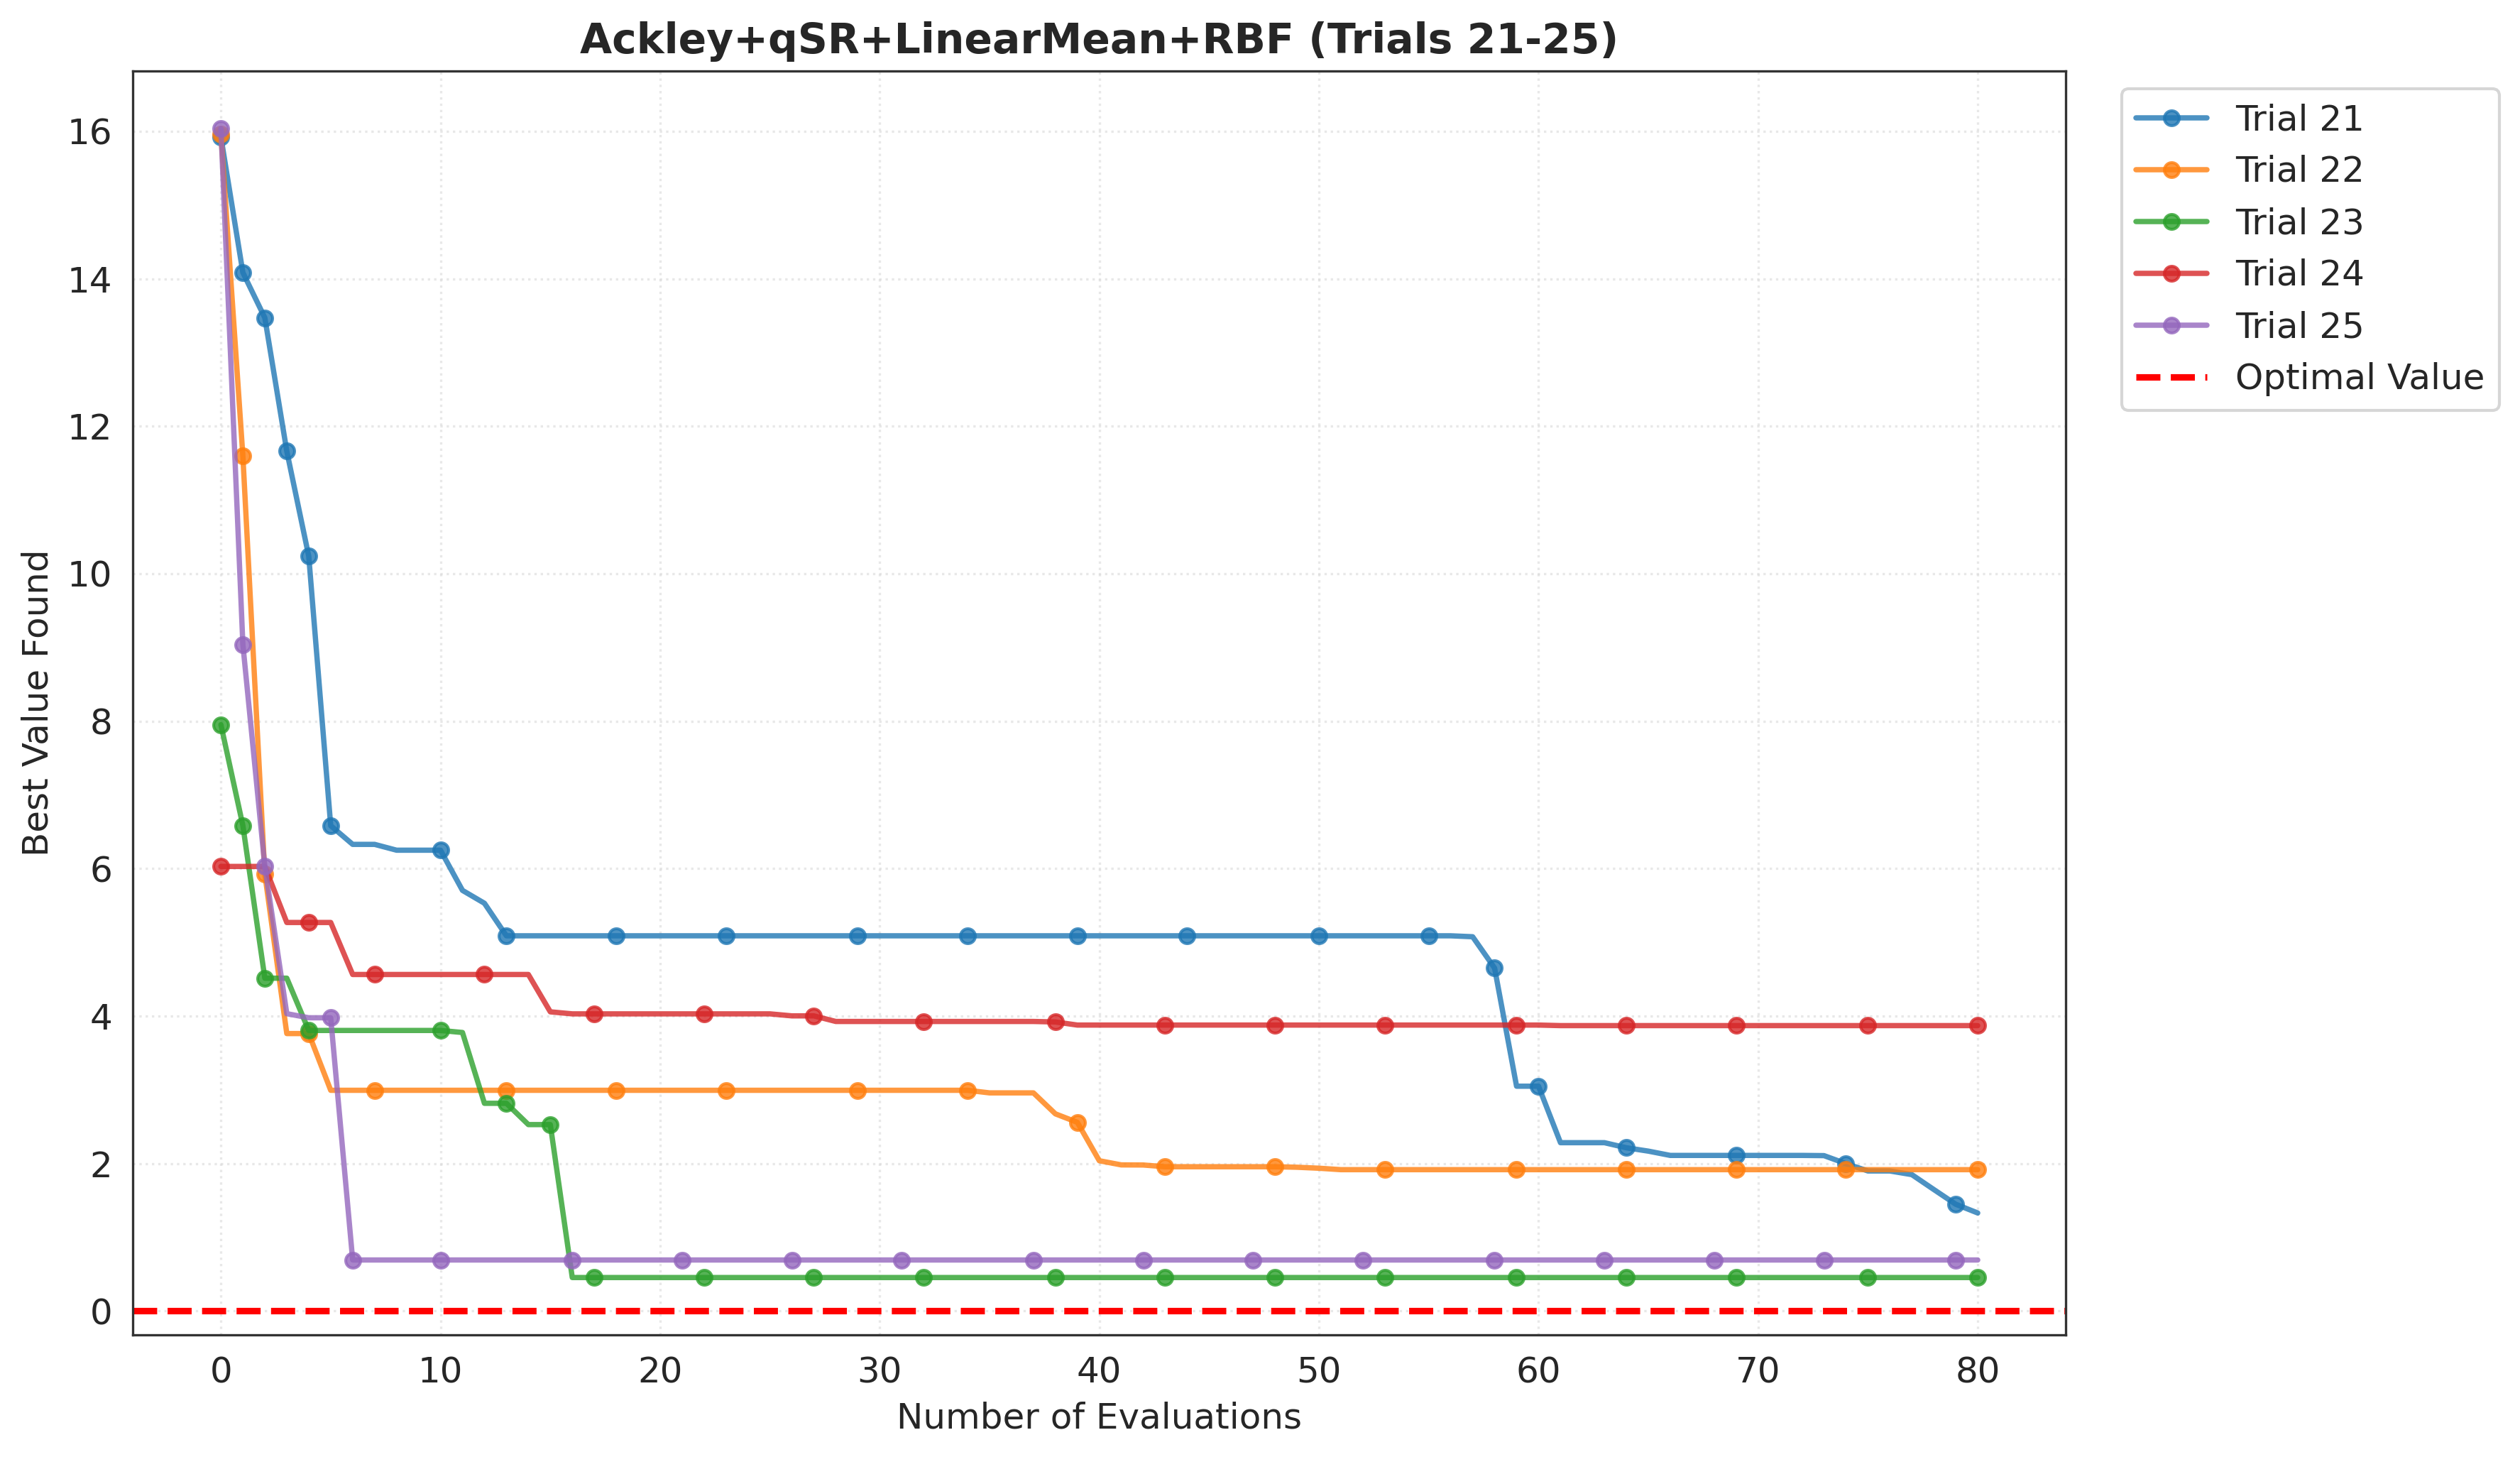 Ackley+qSR+LinearMean+RBF (Trials 21-25)
Best Value Found
16
14
12
10
8
6
4
2
0
0 10 20 30 40 50 60 70 80
Number of Evaluations
Trial 21
Trial 22
Trial 23
Trial 24
Trial 25
Optimal Value